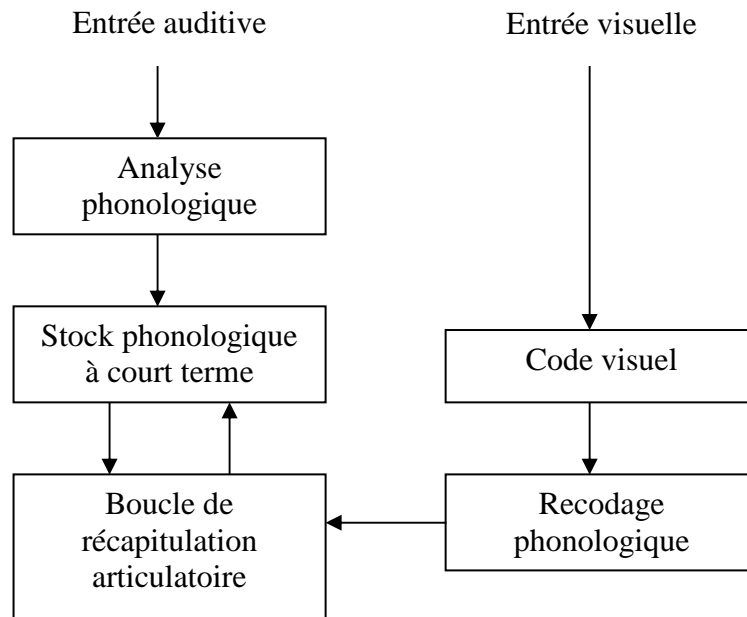 Entrée auditive
Entrée visuelle
Analyse
phonologique
Stock phonologique
à court terme
Code visuel
Boucle de
récapitulation
articulatoire
Recodage
phonologique